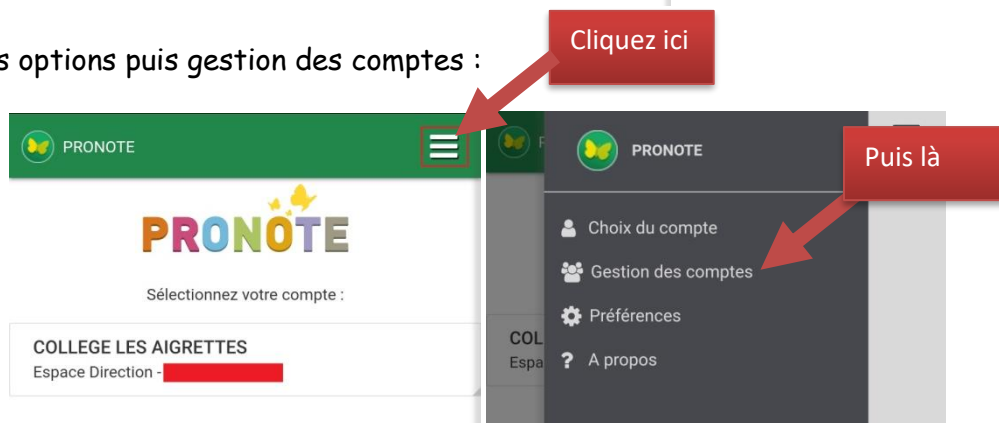 Cliquez ici
s options puis gestion des comptes :
PRONOTE
PRONOTE
Sélectionnez votre compte :
COLLEGE LES AIGRETTES
Espace Direction -
PRONOTE
Puis là
Choix du compte
Gestion des comptes
Préférences
? A propos
COL
Espa